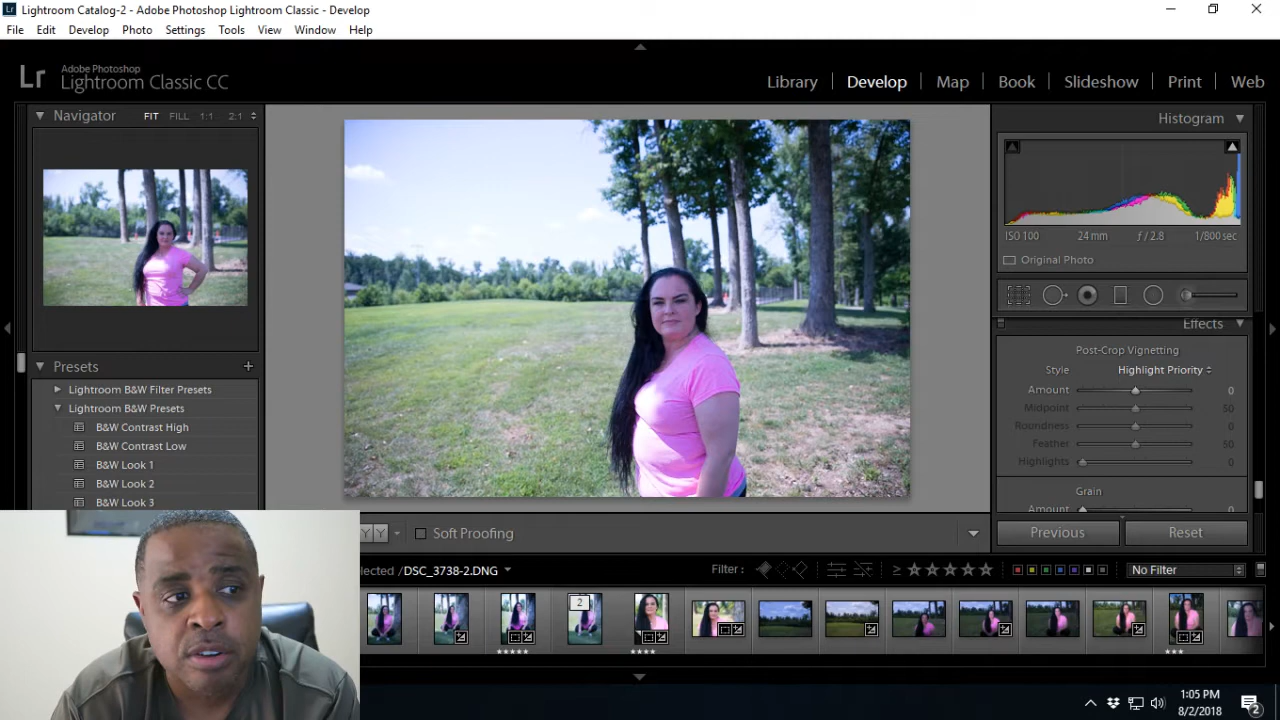 Lightroom Catalog-2 - Adobe Photoshop Lightroom Classic - Develop
File Edit Develop Photo Settings Tools View Window Help
Lr Adobe Photoshop
Lightroom Classic CC
Library Develop Map Book Slideshow Print Web
Navigator FIT FILL 1:1 2:1
Histogram
ISO 100 24 mm ƒ / 2.8 1/800 sec
Original Photo
Effects
Post-Crop Vignetting
Style Highlight Priority
Amount 0
Midpoint 50
Roundness 0
Feather 50
Highlights 0
Grain
Amount 0
Previous Reset
Presets +
Lightroom B&W Filter Presets
Lightroom B&W Presets
B&W Contrast High
B&W Contrast Low
B&W Look 1
B&W Look 2
B&W Look 3
Y Y Soft Proofing
/DSC_3738-2.DNG
Filter: ≥ No Filter
2
1:05 PM
8/2/2018
2